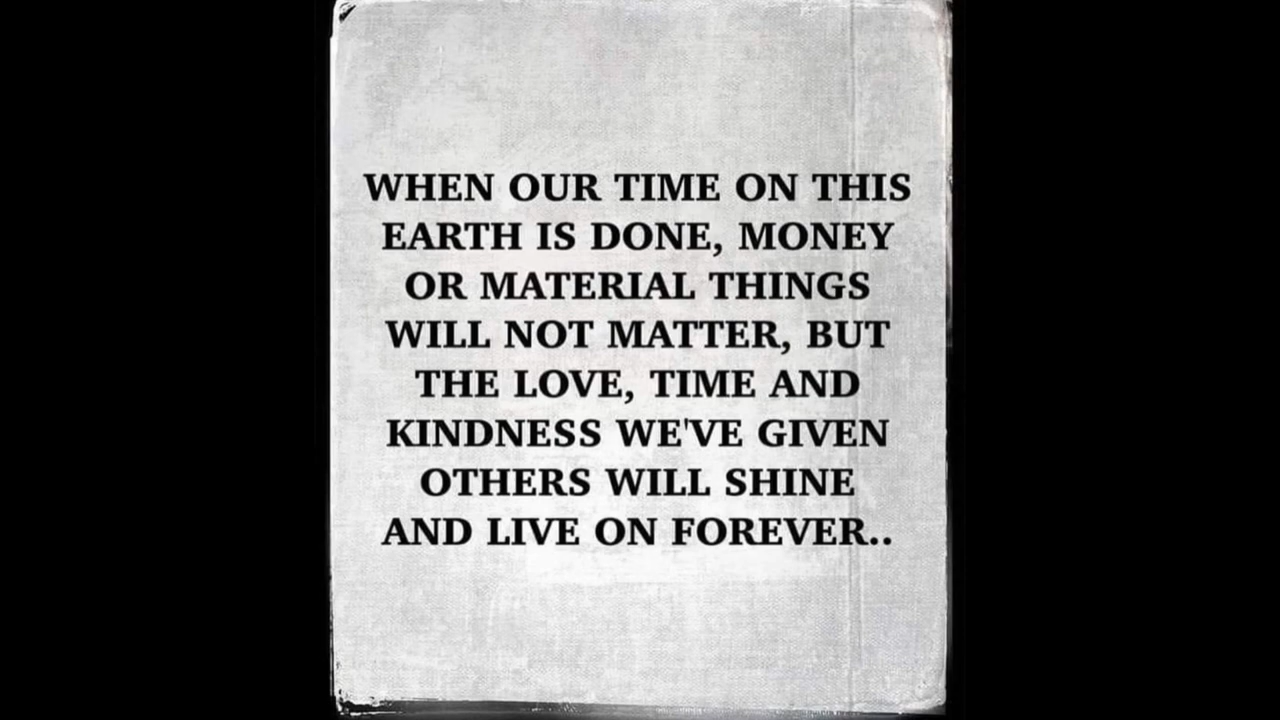 WHEN OUR TIME ON THIS
EARTH IS DONE, MONEY
OR MATERIAL THINGS
WILL NOT MATTER, BUT
THE LOVE, TIME AND
KINDNESS WE'VE GIVEN
OTHERS WILL SHINE
AND LIVE ON FOREVER..